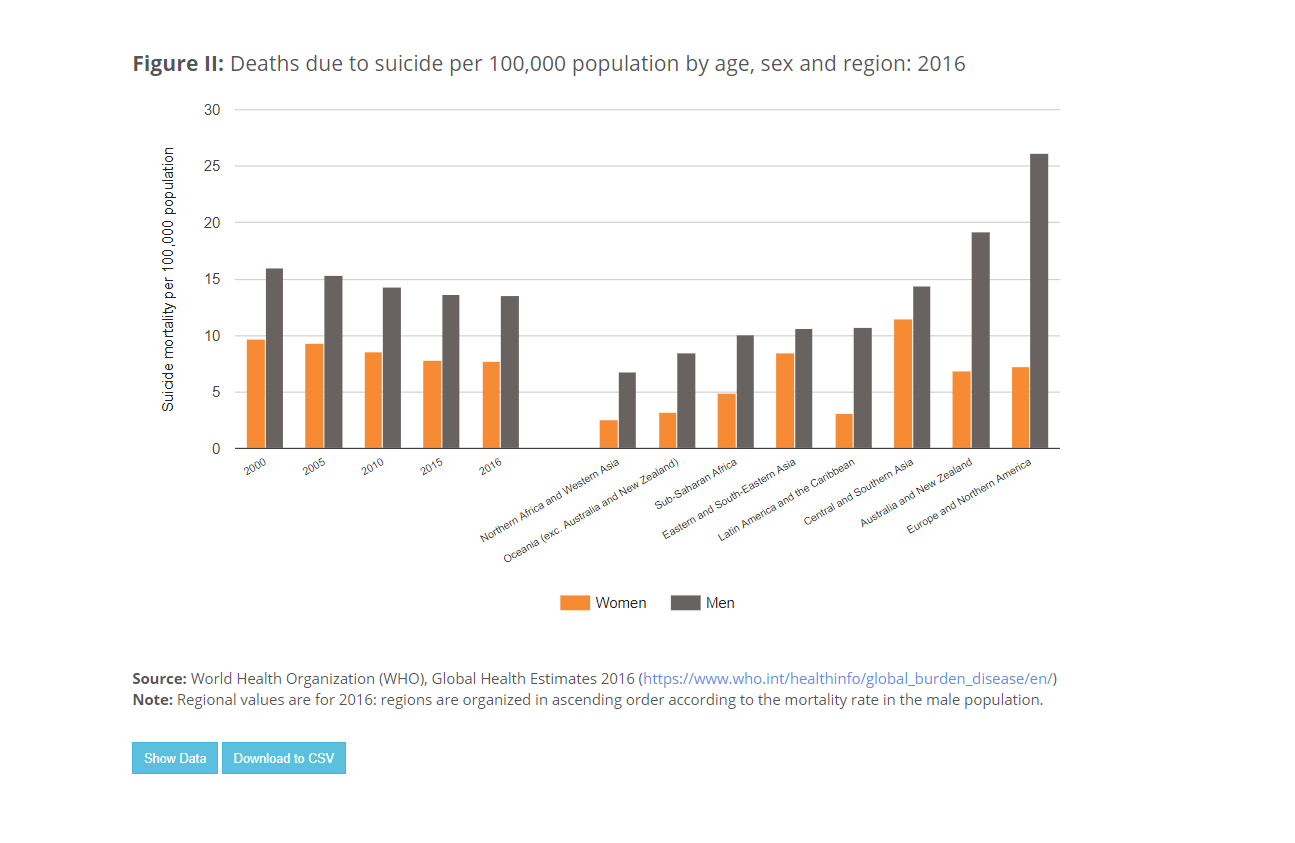 Figure II: Deaths due to suicide per 100,000 population by age, sex and region: 2016
30
25
20
15
10
5
0
Suicide mortality per 100,000 population
2000
2005
2010
2015
2016
Northern Africa and Western Asia
Oceania (exc. Australia and New Zealand)
Sub-Saharan Africa
Eastern and South-Eastern Asia
Latin America and the Caribbean
Central and Southern Asia
Australia and New Zealand
Europe and Northern America
Women
Men
Source: World Health Organization (WHO), Global Health Estimates 2016 (https://www.who.int/healthinfo/global_burden_disease/en/)
Note: Regional values are for 2016: regions are organized in ascending order according to the mortality rate in the male population.
Show Data
Download to CSV